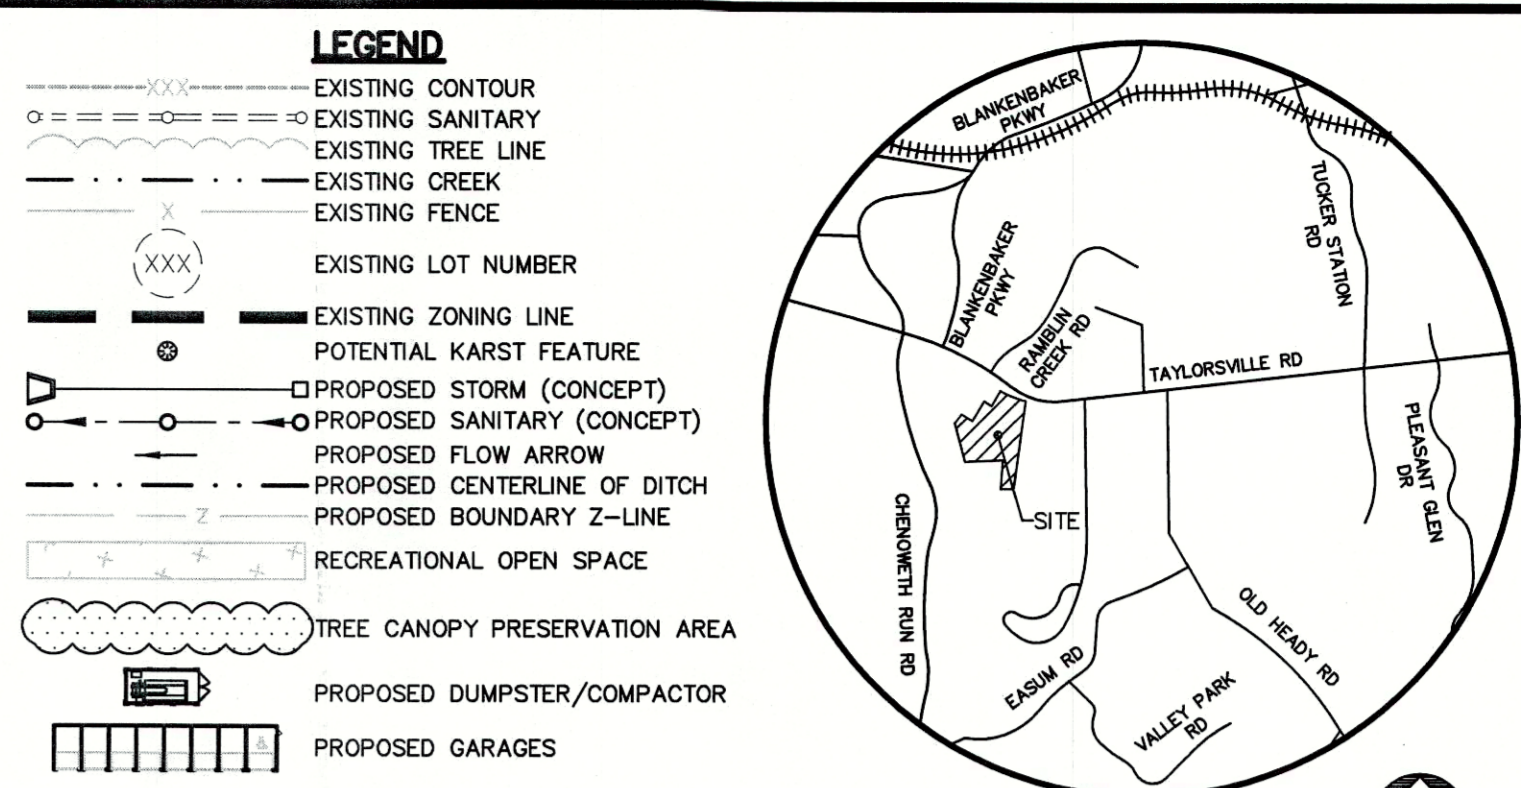 LEGEND
XXX
EXISTING CONTOUR
EXISTING SANITARY
EXISTING TREE LINE
EXISTING CREEK
X
EXISTING FENCE
XXX
EXISTING LOT NUMBER
EXISTING ZONING LINE
POTENTIAL KARST FEATURE
PROPOSED STORM (CONCEPT)
PROPOSED SANITARY (CONCEPT)
PROPOSED FLOW ARROW
PROPOSED CENTERLINE OF DITCH
Z
PROPOSED BOUNDARY Z-LINE
RECREATIONAL OPEN SPACE
TREE CANOPY PRESERVATION AREA
PROPOSED DUMPSTER/COMPACTOR
PROPOSED GARAGES
BLANKENBAKER
PKWY
TUCKER STATION
RD
BLANKENBAKER
PKWY
RAMBLIN
CREEK RD
TAYLORSVILLE RD
PLEASANT GLEN
DR
CHENOWETH RUN RD
SITE
OLD HEADY RD
EASUM RD
VALLEY PARK
RD